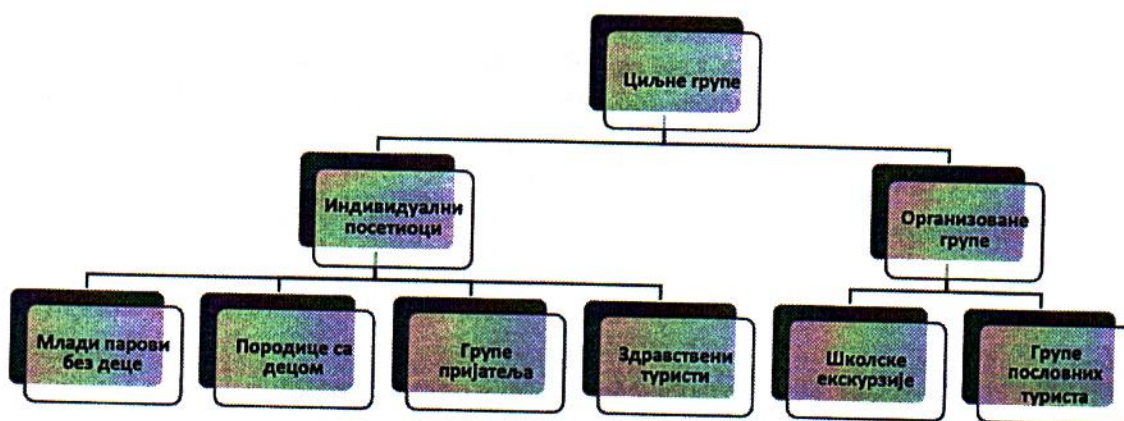 Циљне групе
Индивидуални
посетиоци
Организоване
групе
Млади парови
без деце
Породице са
децом
Групе
пријатеља
Здравствени
туристи
Школске
екскурзије
Групе
пословних
туриста